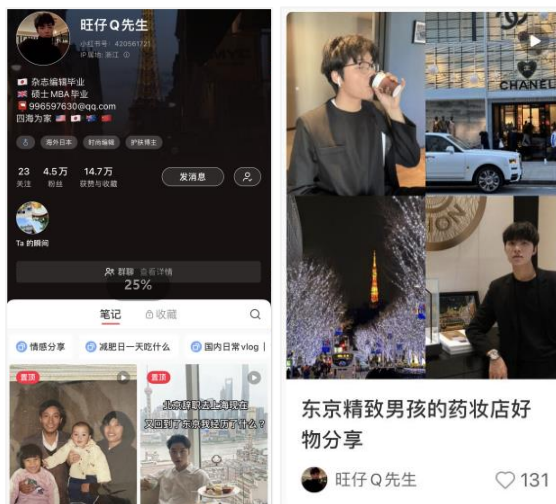 旺仔Q先生
小红书号：420561721
IP属地：浙江
🇯🇵 杂志编辑毕业
🇬🇧 硕士MBA毕业
📮996597630@qq.com
四海为家 🇺🇸 🇯🇵 🇦🇺 🇨🇳
海外日本 时尚编辑 护肤博主
23 4.5万 14.7万
关注 粉丝 获赞与收藏
发消息
Ta 的瞬间
群聊 查看详情
25%
笔记 收藏
情感分享 减肥日一天吃什么 国内日常vlog
置顶 置顶
北京辞职去上海现在
又回到了东京我经历了什么？
CHANEL
东京精致男孩的药妆店好
物分享
旺仔Q先生 131